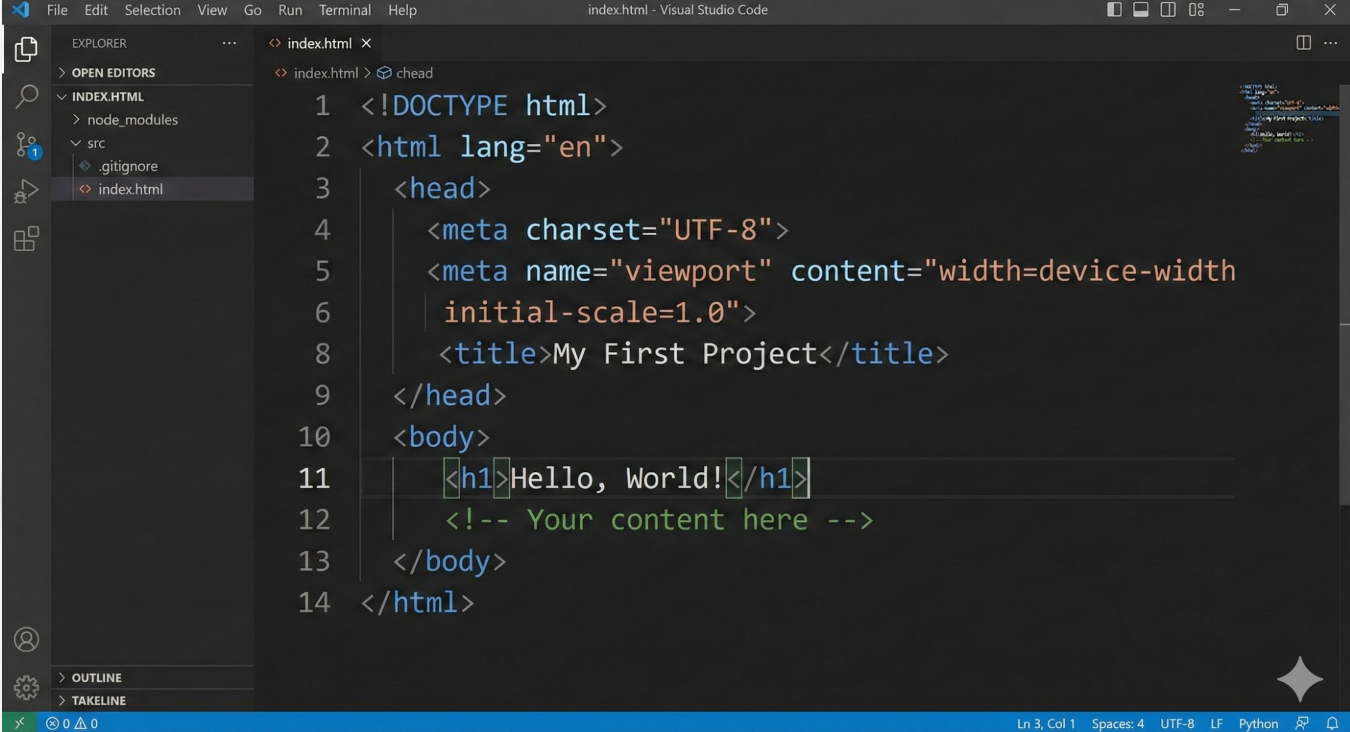 File Edit Selection View Go Run Terminal Help
index.html - Visual Studio Code
EXPLORER
OPEN EDITORS
INDEX.HTML
node_modules
src
.gitignore
index.html
index.html
index.html > chead
1 <!DOCTYPE html>
2 <html lang="en">
3 <head>
4 <meta charset="UTF-8">
5 <meta name="viewport" content="width=device-width
6 initial-scale=1.0">
8 <title>My First Project</title>
9 </head>
10 <body>
11 <h1>Hello, World!</h1>
12 <!-- Your content here -->
13 </body>
14 </html>
OUTLINE
TAKELINE
1
0 0
Ln 3, Col 1 Spaces: 4 UTF-8 LF Python